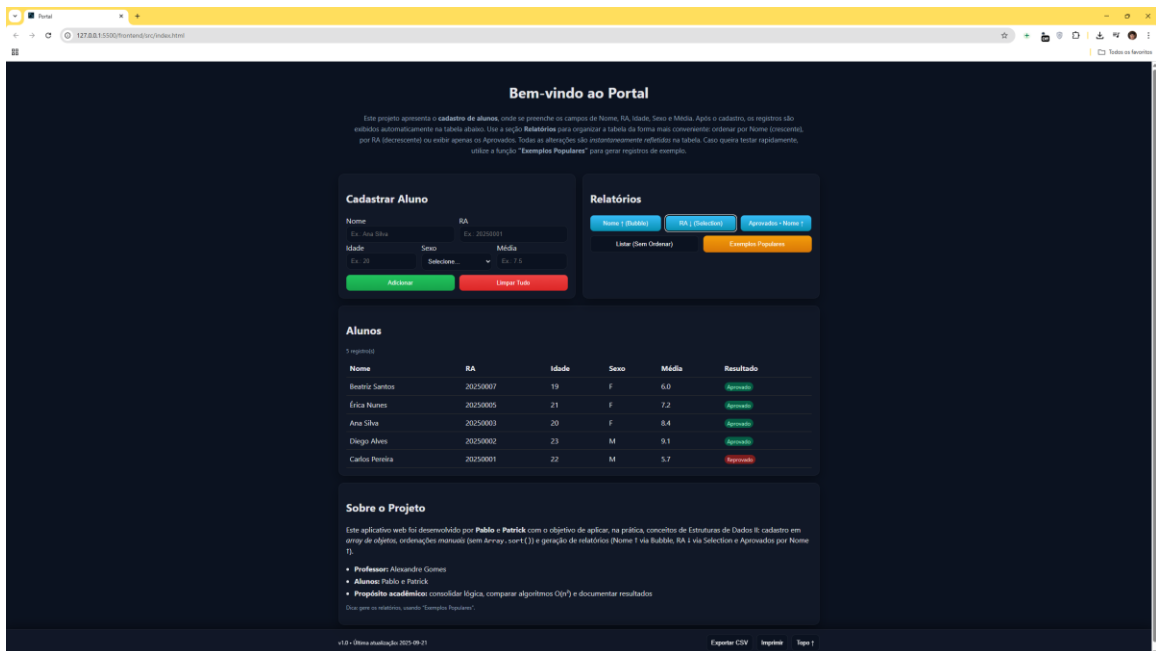 Portal
127.0.0.1:5500/frontend/src/index.html
Todos os favoritos
Bem-vindo ao Portal
Este projeto apresenta o cadastro de alunos, onde se preenche os campos de Nome, RA, Idade, Sexo e Média. Após o cadastro, os registros são
exibidos automaticamente na tabela abaixo. Use a seção Relatórios para organizar a tabela da forma mais conveniente: ordenar por Nome (crescente),
por RA (decrescente) ou exibir apenas os Aprovados. Todas as alterações são instantaneamente refletidas na tabela. Caso queira testar rapidamente,
utilize a função "Exemplos Populares" para gerar registros de exemplo.
Cadastrar Aluno
Nome RA
Ex.: Ana Silva Ex.: 20250001
Idade Sexo Média
Ex.: 20 Selecione... Ex.: 7.5
Adicionar Limpar Tudo
Relatórios
Nome ↑ (Bubble) RA ↓ (Selection) Aprovados • Nome ↑
Listar (Sem Ordenar) Exemplos Populares
Alunos
5 registro(s)
Nome RA Idade Sexo Média Resultado
Beatriz Santos 20250007 19 F 6.0 Aprovado
Érica Nunes 20250005 21 F 7.2 Aprovado
Ana Silva 20250003 20 F 8.4 Aprovado
Diego Alves 20250002 23 M 9.1 Aprovado
Carlos Pereira 20250001 22 M 5.7 Reprovado
Sobre o Projeto
Este aplicativo web foi desenvolvido por Pablo e Patrick com o objetivo de aplicar, na prática, conceitos de Estruturas de Dados II: cadastro em
array de objetos, ordenações manuais (sem Array.sort()) e geração de relatórios (Nome ↑ via Bubble, RA ↓ via Selection e Aprovados por Nome
↑).
• Professor: Alexandre Gomes
• Alunos: Pablo e Patrick
• Propósito acadêmico: consolidar lógica, comparar algoritmos O(n²) e documentar resultados
Dica: gere os relatórios, usando "Exemplos Populares".
v1.0 • Última atualização: 2025-09-21
Exportar CSV Imprimir Topo ↑